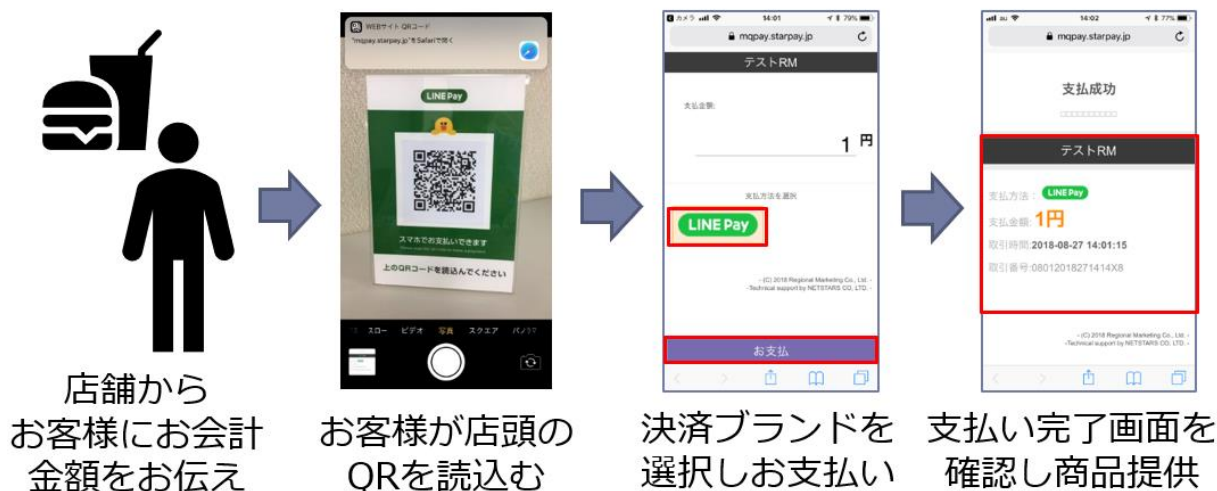 店舗から
お客様にお会計
金額をお伝え
WEBサイト QRコード
"mqpay.starpay.jp"をSafariで開く
LINE Pay
スマホでお支払いできます
上のQRコードを読込んでください
スロー ビデオ 写真 スクエア パノラマ
お客様が店頭の
QRを読込む
カメラ 14:01 79%
mqpay.starpay.jp
テストRM
支払金額:
1 円
支払方法を選択
LINE Pay
- (C) 2018 Regional Marketing Co., Ltd. -
-Technical support by NETSTARS CO, LTD. -
お支払
決済ブランドを
選択しお支払い
au 14:02 77%
mqpay.starpay.jp
支払成功
□□□□□□□□□□
テストRM
支払方法: LINE Pay
支払金額: 1円
取引時間:2018-08-27 14:01:15
取引番号:08012018271414X8
- (C) 2018 Regional Marketing Co., Ltd. -
-Technical support by NETSTARS CO, LTD. -
支払い完了画面を
確認し商品提供